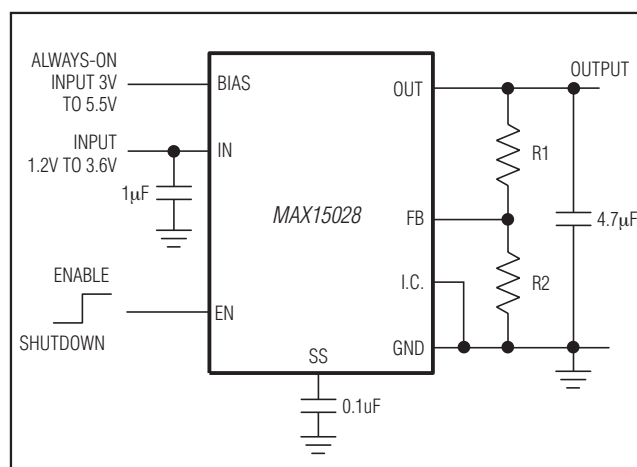 ALWAYS-ON
INPUT 3V
TO 5.5V
BIAS
OUT
OUTPUT
INPUT
1.2V TO 3.6V
IN
R1
1µF
MAX15028
FB
4.7µF
ENABLE
I.C.
R2
SHUTDOWN
EN
GND
SS
0.1uF